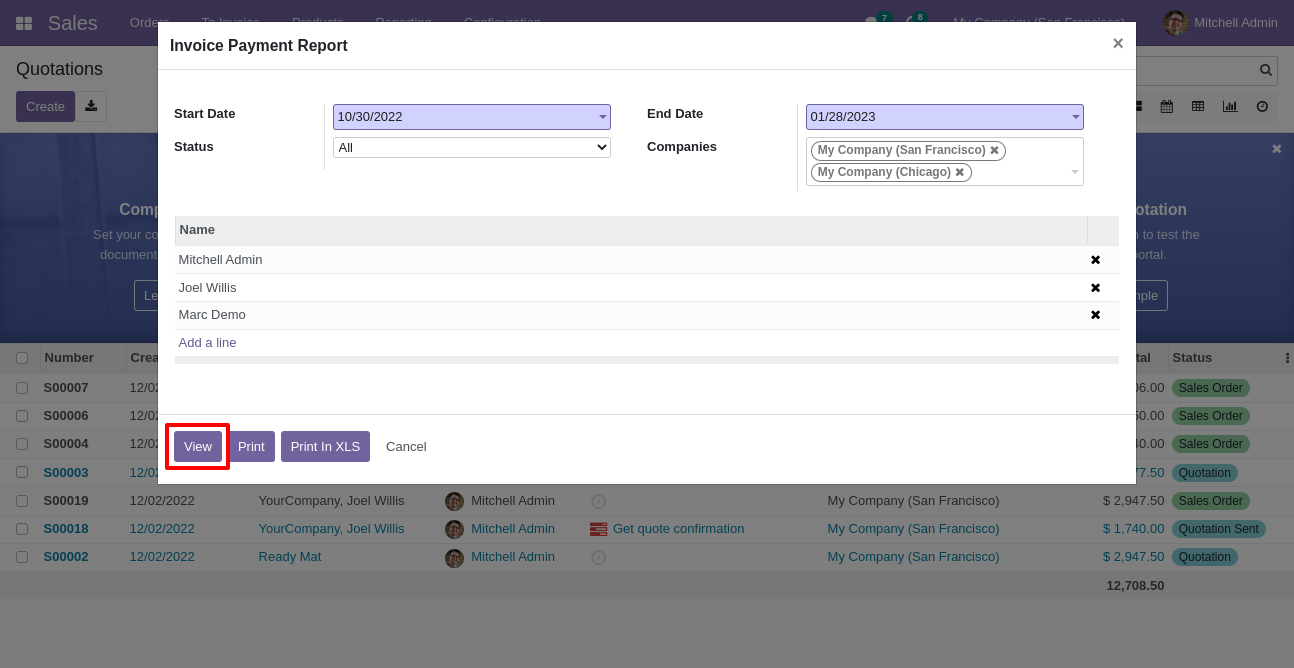 Sales Orders To Invoice Products Reporting Configuration 7 8 My Company (San Francisco) Mitchell Admin
Invoice Payment Report ×
Quotations
Create
Start Date 10/30/2022 End Date 01/28/2023
Status All Companies My Company (San Francisco) ✖
My Company (Chicago) ✖
Name
Mitchell Admin ✖
Joel Willis ✖
Marc Demo ✖
Add a line
View Print Print In XLS Cancel
Set your co
document
to test the
Number Crea tal Status
S00007 12/02 06.00 Sales Order
S00006 12/02 50.00 Sales Order
S00004 12/02 40.00 Sales Order
S00003 12/02 77.50 Quotation
S00019 12/02/2022 YourCompany, Joel Willis Mitchell Admin My Company (San Francisco) $ 2,947.50 Sales Order
S00018 12/02/2022 YourCompany, Joel Willis Mitchell Admin Get quote confirmation My Company (San Francisco) $ 1,740.00 Quotation Sent
S00002 12/02/2022 Ready Mat Mitchell Admin My Company (San Francisco) $ 2,947.50 Quotation
12,708.50